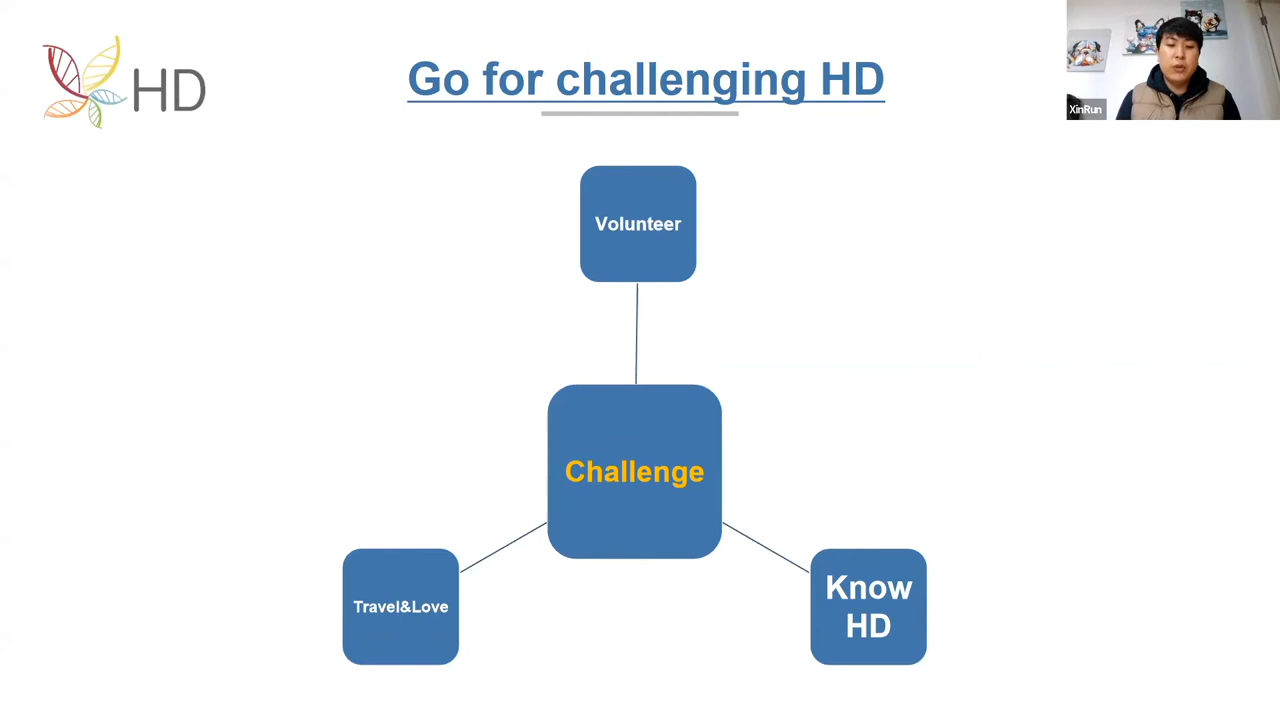 HD
Go for challenging HD
XinRun
Volunteer
Challenge
Travel&Love
Know
HD